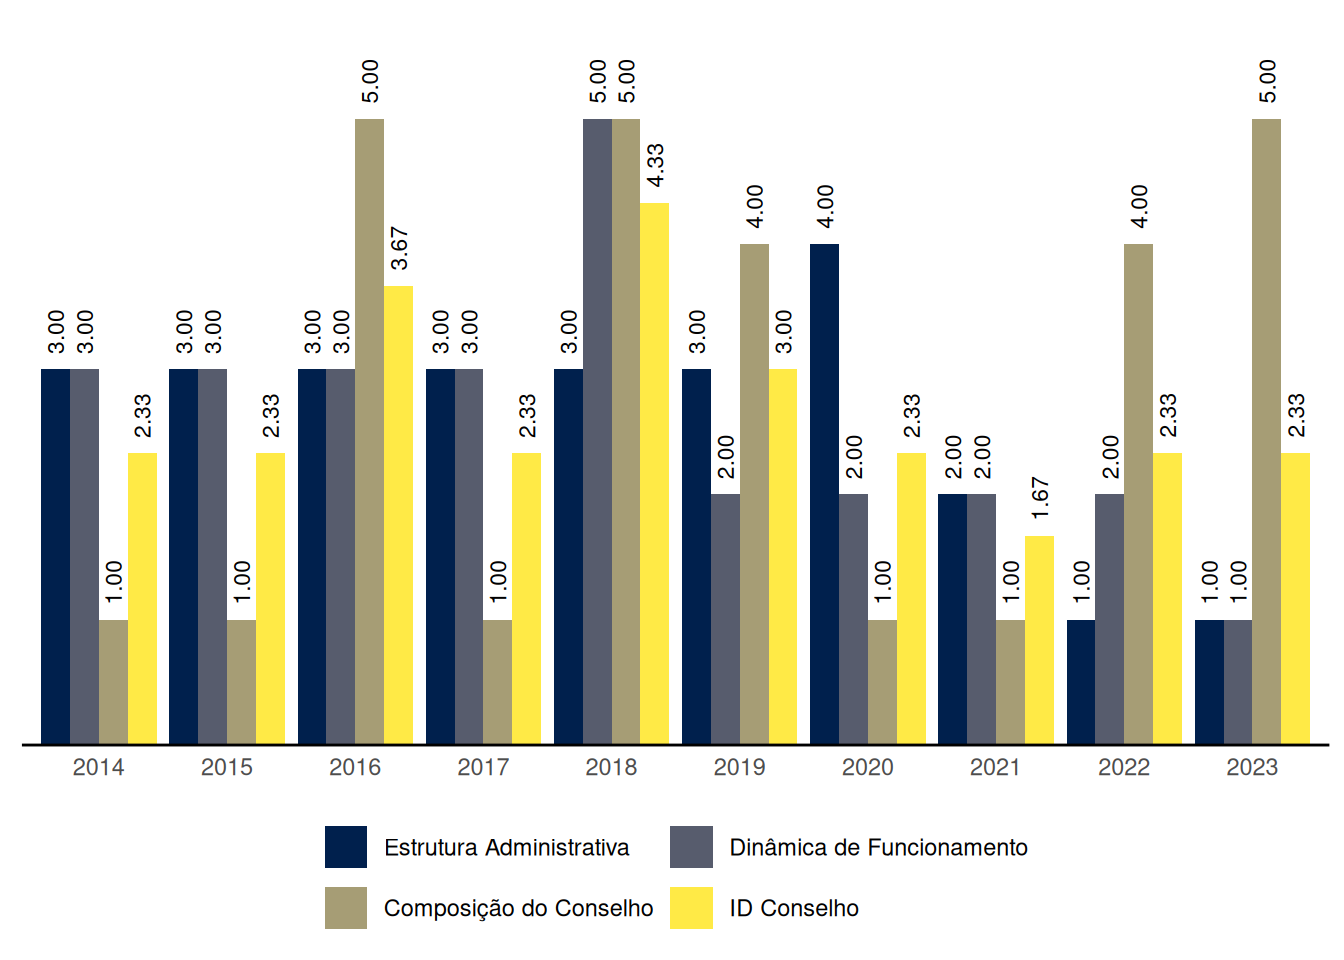 3.00 3.00 1.00 2.33
3.00 3.00 1.00 2.33
3.00 3.00 5.00 3.67
3.00 3.00 1.00 2.33
3.00 5.00 5.00 4.33
3.00 2.00 4.00 3.00
4.00 2.00 1.00 2.33
2.00 2.00 1.00 1.67
1.00 2.00 4.00 2.33
1.00 1.00 5.00 2.33
2014 2015 2016 2017 2018 2019 2020 2021 2022 2023
Estrutura Administrativa Dinâmica de Funcionamento
Composição do Conselho ID Conselho